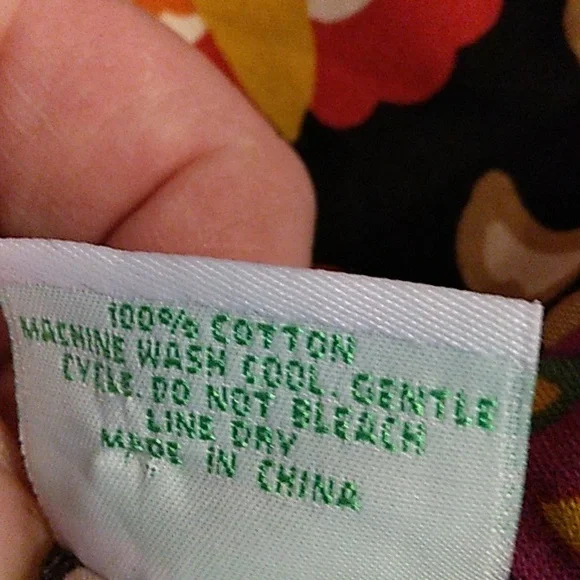 100% COTTON
MACHINE WASH COOL. GENTLE
CYCLE. DO NOT BLEACH
LINE DRY
MADE IN CHINA